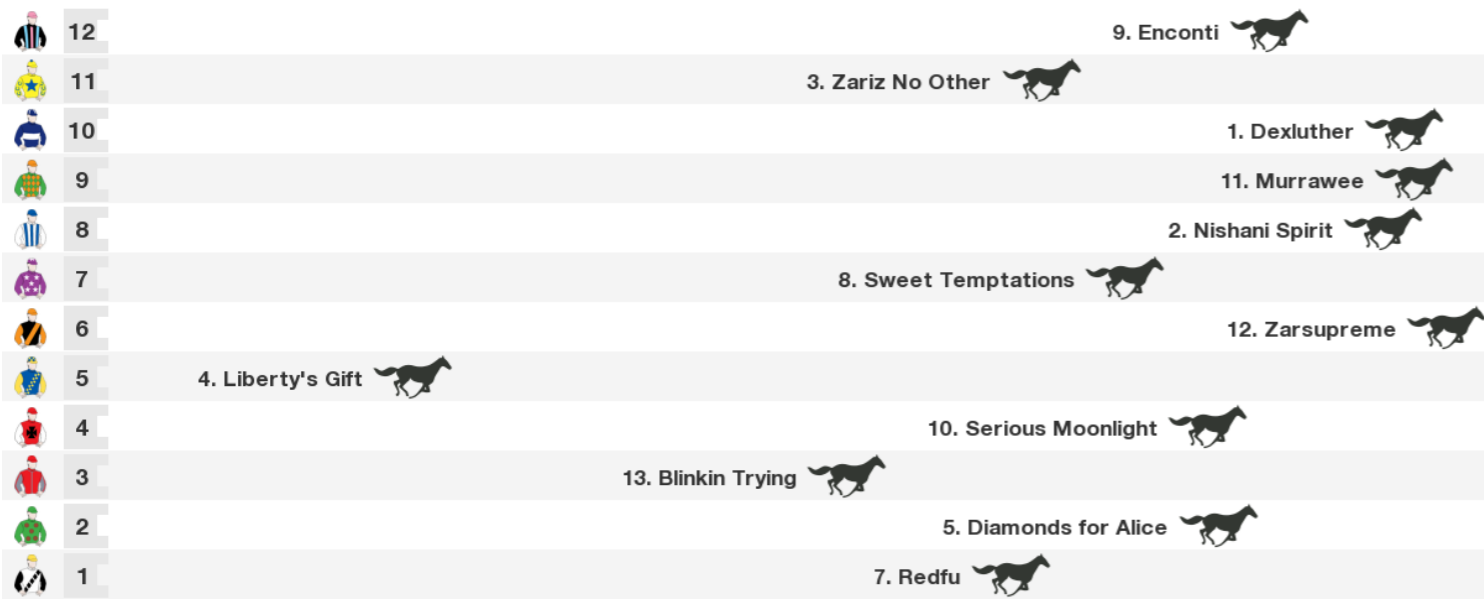 12 9. Enconti
11 3. Zariz No Other
10 1. Dexluther
9 11. Murrawee
8 2. Nishani Spirit
7 8. Sweet Temptations
6 12. Zarsupreme
5 4. Liberty's Gift
4 10. Serious Moonlight
3 13. Blinkin Trying
2 5. Diamonds for Alice
1 7. Redfu